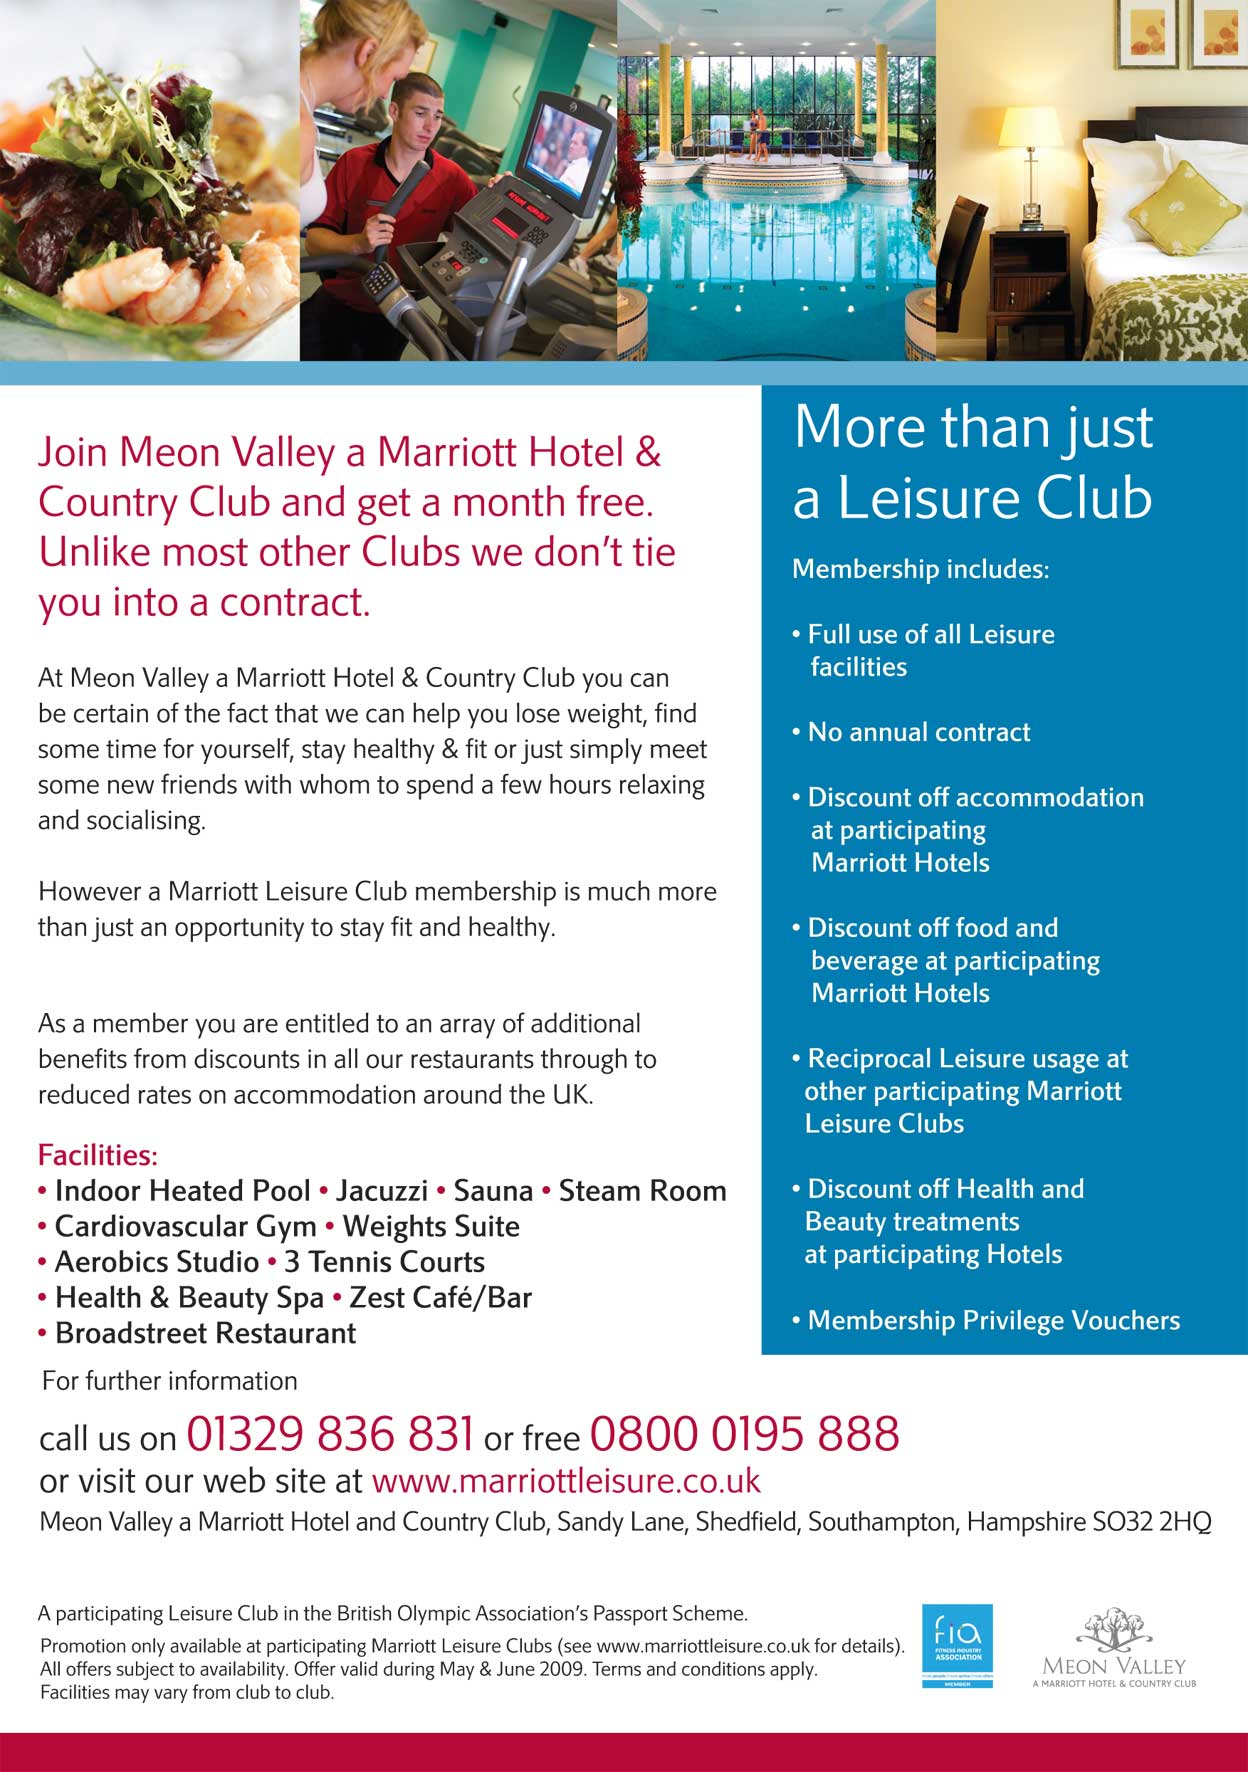 Join Meon Valley a Marriott Hotel &
Country Club and get a month free.
Unlike most other Clubs we don't tie
you into a contract.
At Meon Valley a Marriott Hotel & Country Club you can
be certain of the fact that we can help you lose weight, find
some time for yourself, stay healthy & fit or just simply meet
some new friends with whom to spend a few hours relaxing
and socialising.
However a Marriott Leisure Club membership is much more
than just an opportunity to stay fit and healthy.
As a member you are entitled to an array of additional
benefits from discounts in all our restaurants through to
reduced rates on accommodation around the UK.
Facilities:
• Indoor Heated Pool • Jacuzzi • Sauna • Steam Room
• Cardiovascular Gym • Weights Suite
• Aerobics Studio • 3 Tennis Courts
• Health & Beauty Spa • Zest Café/Bar
• Broadstreet Restaurant
More than just
a Leisure Club
Membership includes:
• Full use of all Leisure
facilities
• No annual contract
• Discount off accommodation
at participating
Marriott Hotels
• Discount off food and
beverage at participating
Marriott Hotels
• Reciprocal Leisure usage at
other participating Marriott
Leisure Clubs
• Discount off Health and
Beauty treatments
at participating Hotels
• Membership Privilege Vouchers
For further information
call us on 01329 836 831 or free 0800 0195 888
or visit our web site at www.marriottleisure.co.uk
Meon Valley a Marriott Hotel and Country Club, Sandy Lane, Shedfield, Southampton, Hampshire SO32 2HQ
A participating Leisure Club in the British Olympic Association's Passport Scheme.
Promotion only available at participating Marriott Leisure Clubs (see www.marriottleisure.co.uk for details).
All offers subject to availability. Offer valid during May & June 2009. Terms and conditions apply.
Facilities may vary from club to club.
fia
FITNESS INDUSTRY
ASSOCIATION
MEMBER
MEON VALLEY
A MARRIOTT HOTEL & COUNTRY CLUB